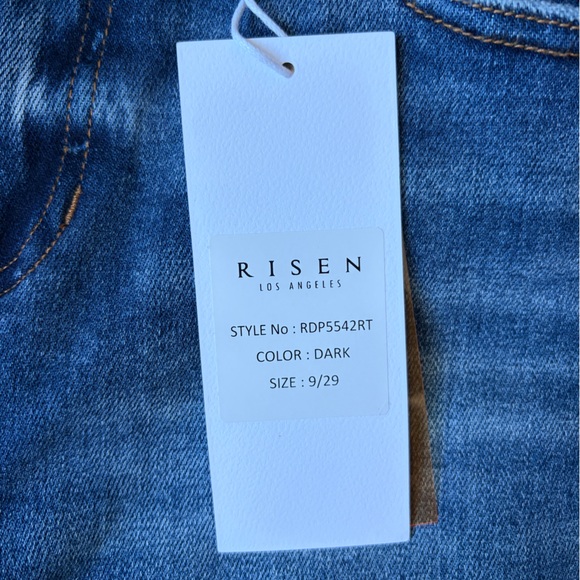 RISEN
LOS ANGELES
STYLE No : RDP5542RT
COLOR : DARK
SIZE : 9/29